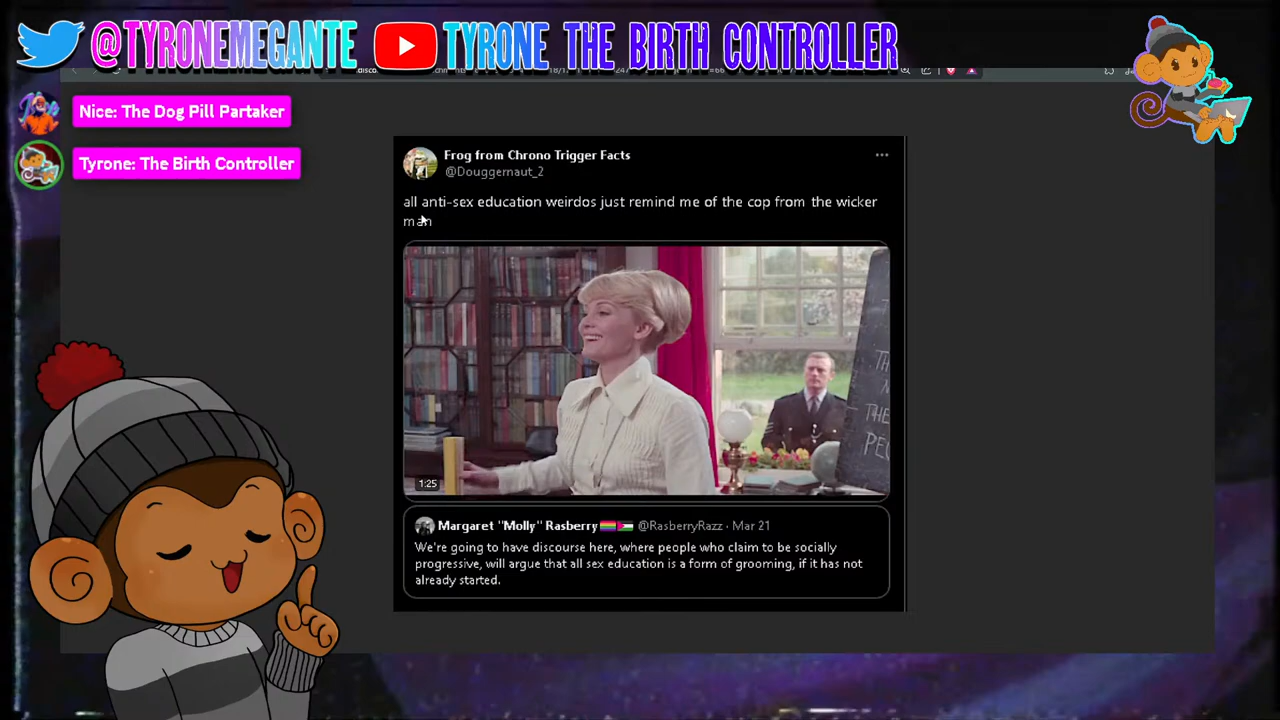 @TYRONEMEGANTE TYRONE THE BIRTH CONTROLLER
Nice: The Dog Pill Partaker
Tyrone: The Birth Controller
Frog from Chrono Trigger Facts
@Douggernaut_2
all anti-sex education weirdos just remind me of the cop from the wicker
man
TH
THE
PE
1:25
Margaret "Molly" Rasberry @RasberryRazz · Mar 21
We're going to have discourse here, where people who claim to be socially
progressive, will argue that all sex education is a form of grooming, if it has not
already started.